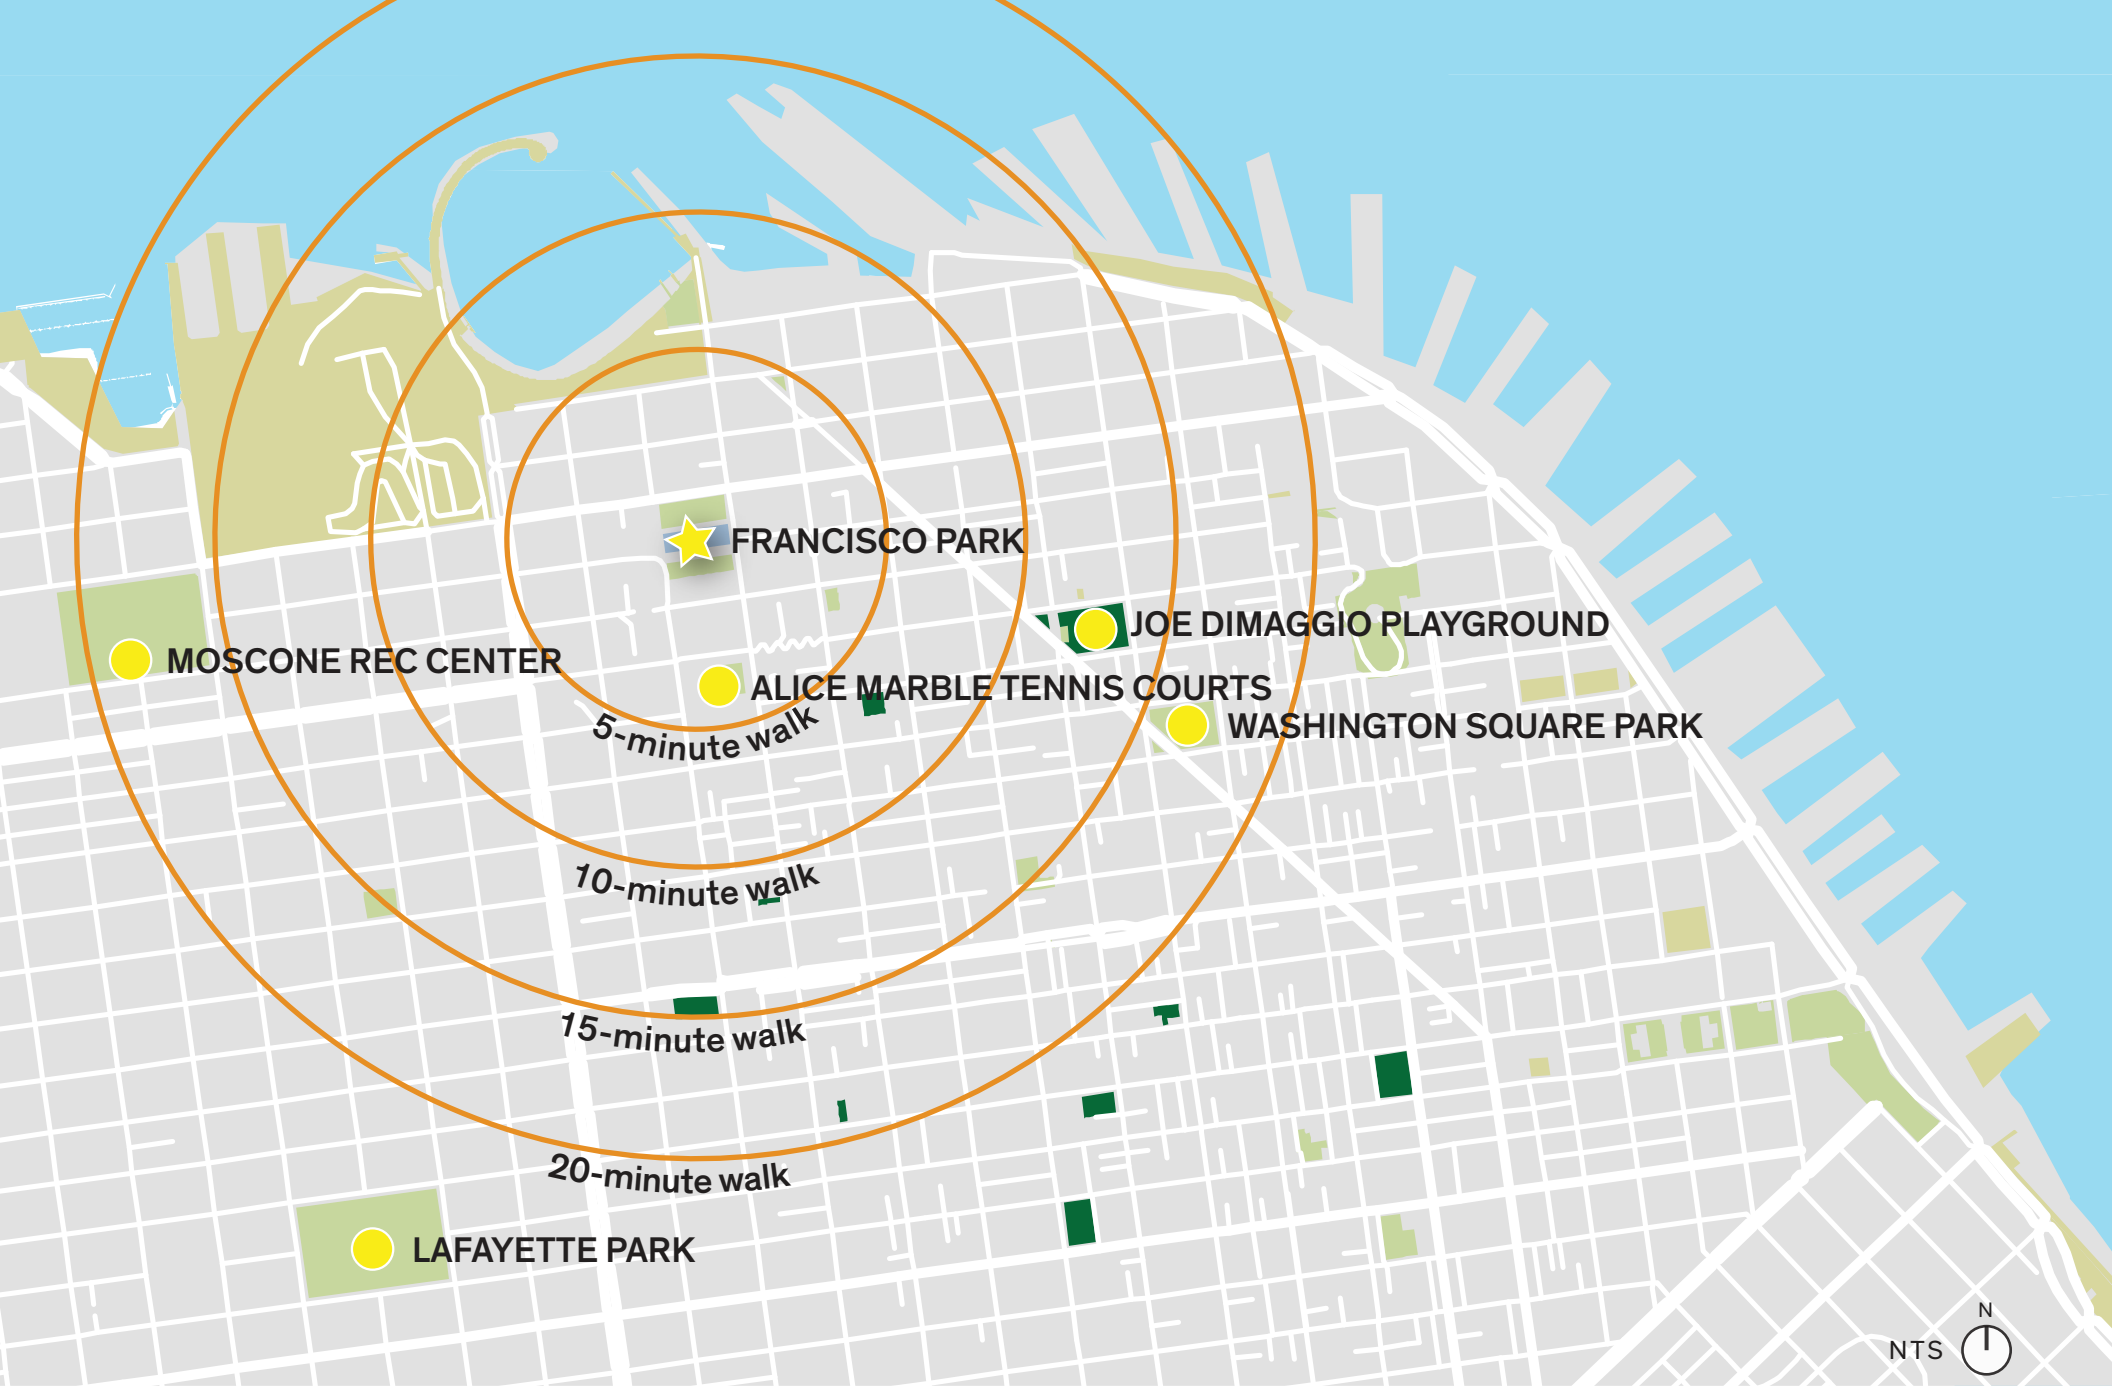 FRANCISCO PARK
JOE DIMAGGIO PLAYGROUND
MOSCONE REC CENTER
ALICE MARBLE TENNIS COURTS
WASHINGTON SQUARE PARK
5-minute walk
10-minute walk
15-minute walk
20-minute walk
LAFAYETTE PARK
N
NTS